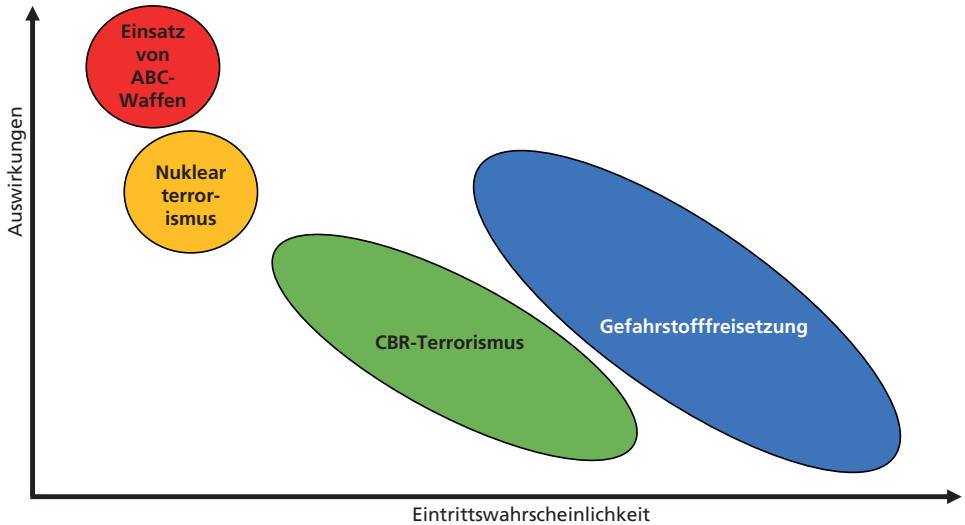 Einsatz
von
ABC-
Waffen
Nuklear
terror-
ismus
CBR-Terrorismus
Gefahrstofffreisetzung
Auswirkungen
Eintrittswahrscheinlichkeit